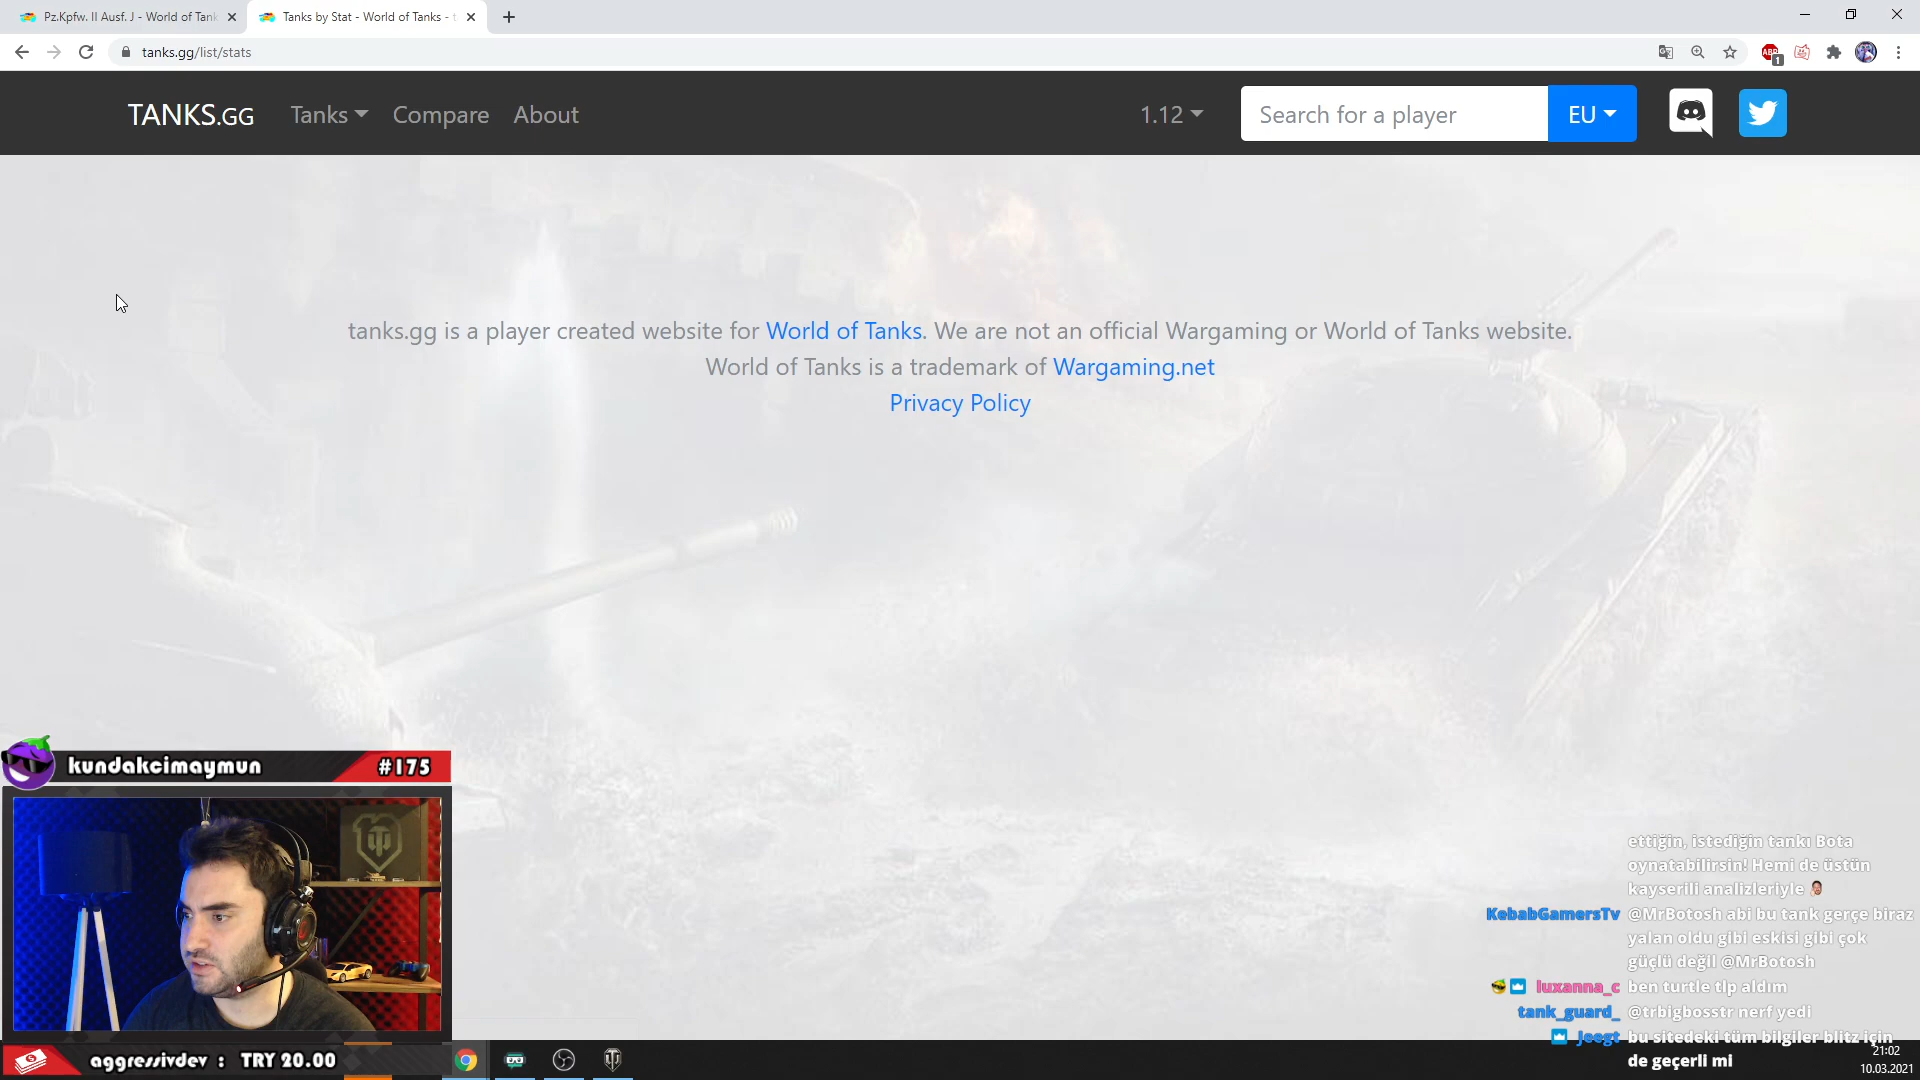 Pz.Kpfw. II Ausf. J - World of Tank
Tanks by Stat - World of Tanks - t
tanks.gg/list/stats
ABP
1
TANKS.GG
Tanks
Compare
About
1.12
Search for a player
EU
tanks.gg is a player created website for World of Tanks. We are not an official Wargaming or World of Tanks website.
World of Tanks is a trademark of Wargaming.net
Privacy Policy
kundakcimaymun
#175
ettiğin, istediğin tankı Bota
oynatabilirsin! Hemi de üstün
kayserili analizleriyle
KebabGamersTv @MrBotosh abi bu tank gerçe biraz
yalan oldu gibi eskisi gibi çok
güçlü değil @MrBotosh
luxanna_c ben turtle tip aldım
tank_guard_ @trbigbosstr nerf yedi
Jeegt bu sitedeki tüm bilgiler blitz için
de geçerli mi
aggressivdev : TRY 20.00
21:02
10.03.2021